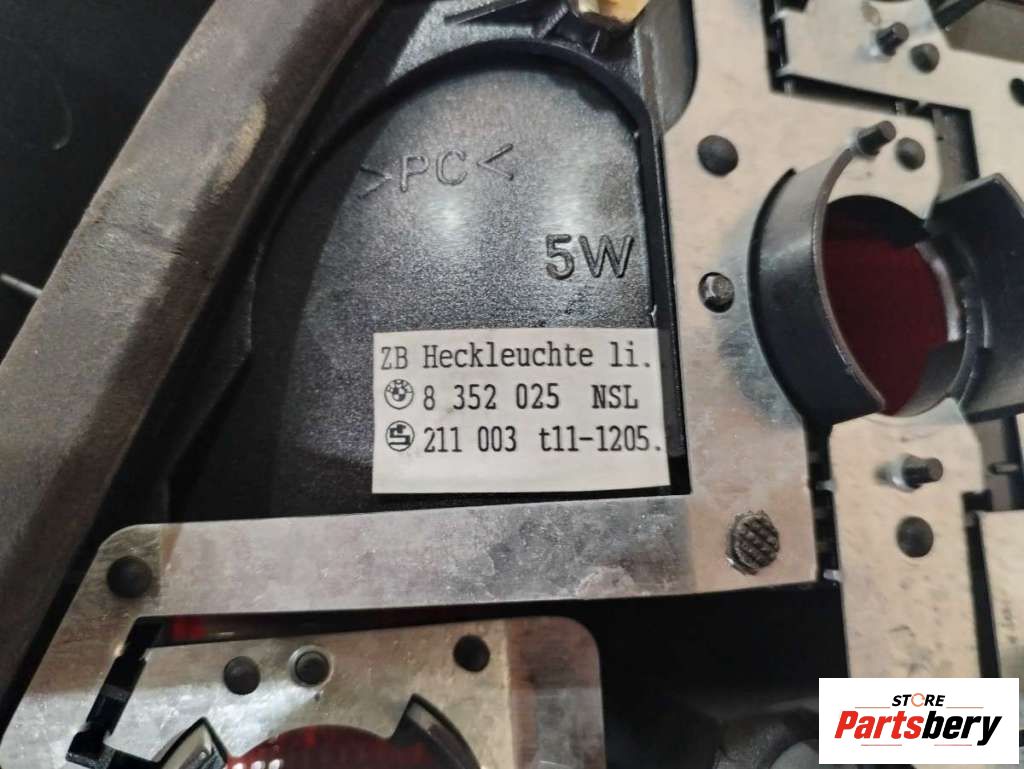 >PC<
5W
ZB Heckleuchte li.
8 352 025 NSL
211 003 t11-1205.
STORE
Partsbery